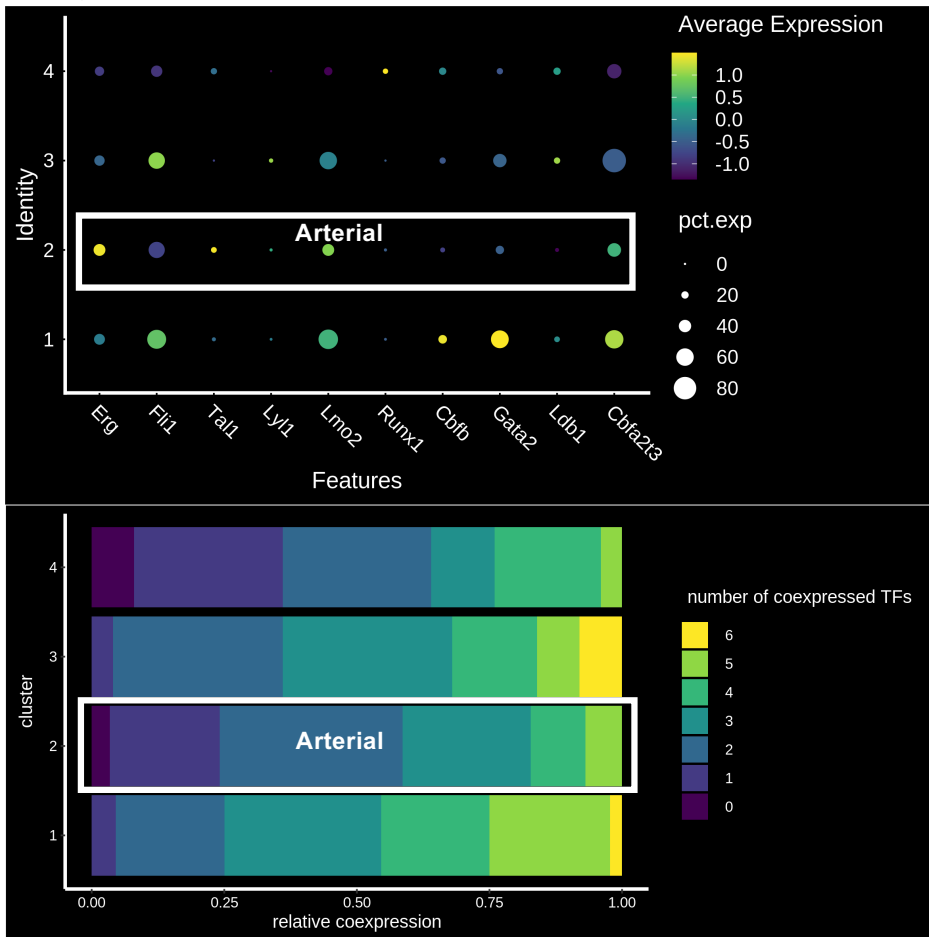 Average Expression
1.0
0.5
0.0
-0.5
-1.0
pct.exp
0
20
40
60
80
Identity
4
3
2
1
Arterial
Erg
Fli1
Tal1
Lyl1
Lmo2
Runx1
Cbfb
Gata2
Ldb1
Cbfa2t3
Features
cluster
4
3
2
1
Arterial
0.00
0.25
0.50
0.75
1.00
relative coexpression
number of coexpressed TFs
6
5
4
3
2
1
0